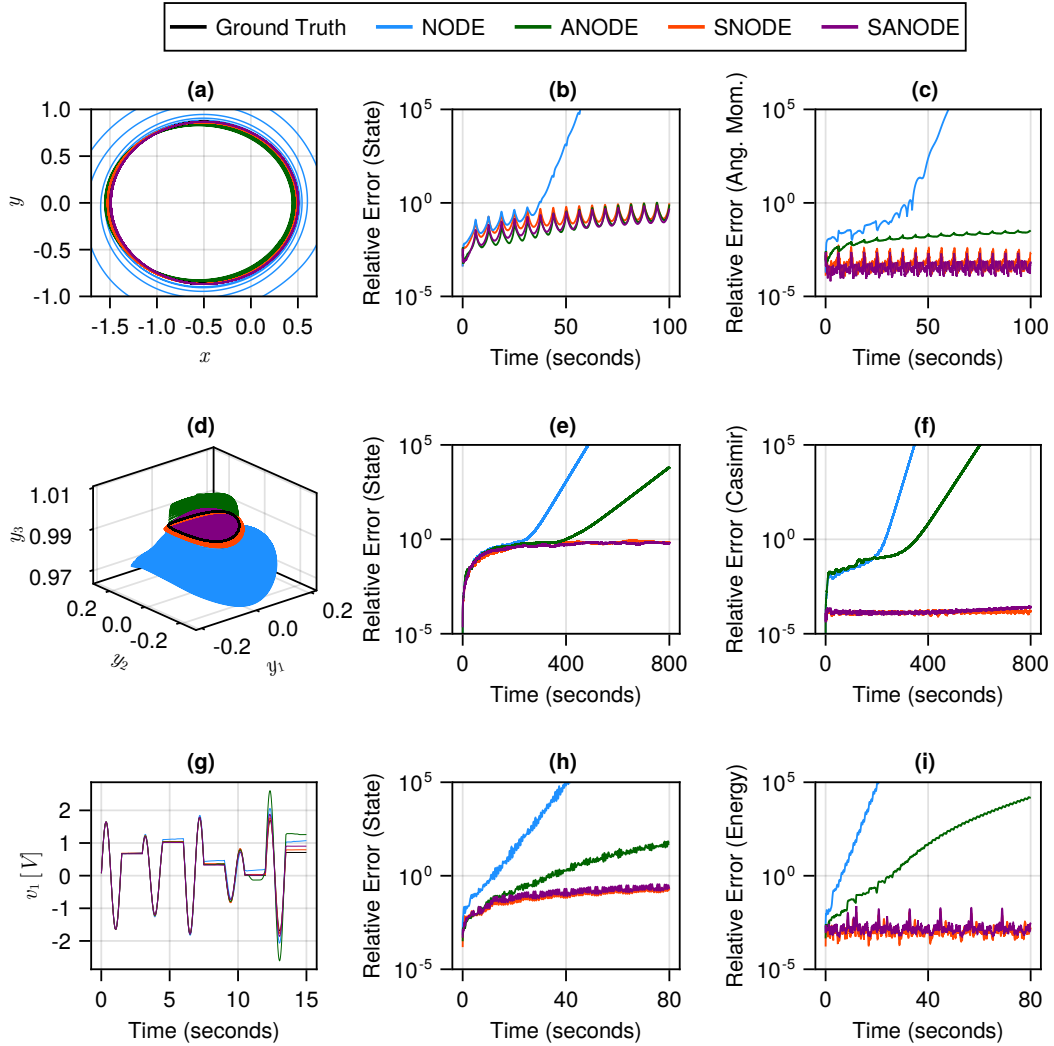 Ground Truth NODE ANODE SNODE SANODE
(a)
1.0
0.5
0.0
-0.5
-1.0
y
-1.5 -1.0 -0.5 0.0 0.5
x
(b)
Relative Error (State)
10^5
10^0
10^-5
0 50 100
Time (seconds)
(c)
Relative Error (Ang. Mom.)
10^5
10^0
10^-5
0 50 100
Time (seconds)
(d)
y_3
1.01
0.99
0.97
0.2
0.0
-0.2
y_2
-0.2
0.0
0.2
y_1
(e)
Relative Error (State)
10^5
10^0
10^-5
0 400 800
Time (seconds)
(f)
Relative Error (Casimir)
10^5
10^0
10^-5
0 400 800
Time (seconds)
(g)
v_1 [V]
2
1
0
-1
-2
0 5 10 15
Time (seconds)
(h)
Relative Error (State)
10^5
10^0
10^-5
0 40 80
Time (seconds)
(i)
Relative Error (Energy)
10^5
10^0
10^-5
0 40 80
Time (seconds)